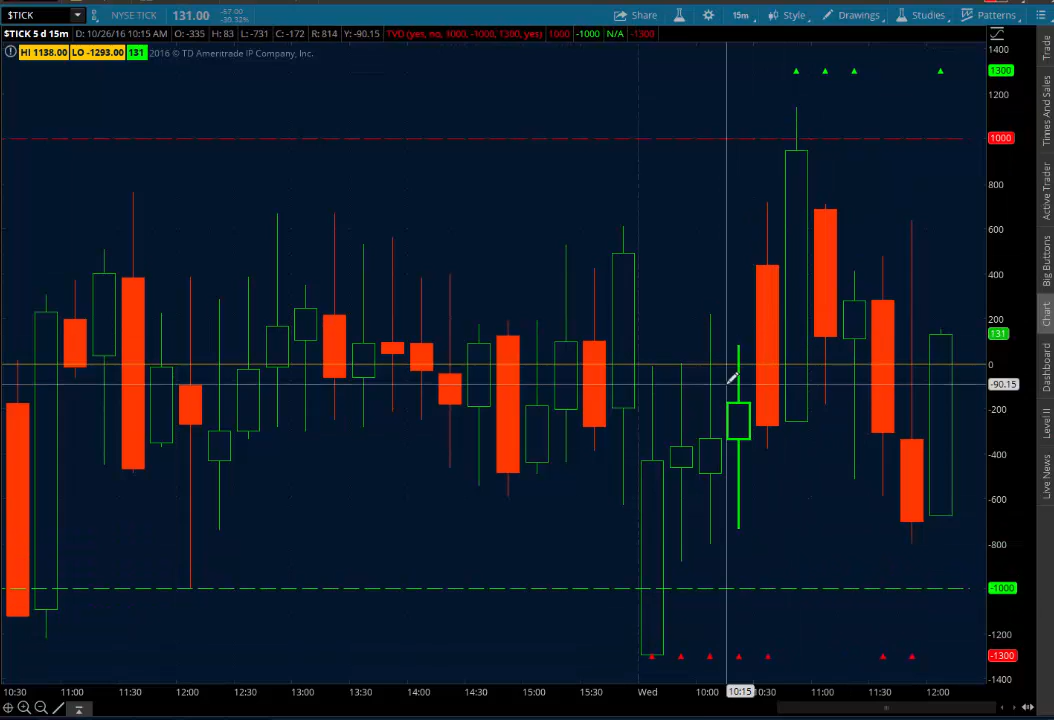 $TICK NYSE TICK 131.00 -57.00 -30.32% Share 15m Style Drawings Studies Patterns
$TICK 5 d 15m D: 10/26/16 10:15 AM O: -335 H: 83 L: -731 C: -172 R: 814 Y: -90.15 TVD (yes, no, 1000, -1000, 1300, yes) 1000 -1000 N/A -1300
HI 1138.00 LO -1293.00 131 2016 © TD Ameritrade IP Company, Inc.
1400
1300
1200
1000
800
600
400
200
131
0
-90.15
-200
-400
-600
-800
-1000
-1200
-1300
-1400
10:30 11:00 11:30 12:00 12:30 13:00 13:30 14:00 14:30 15:00 15:30 Wed 10:00 10:15 10:30 11:00 11:30 12:00
Trade
Times And Sales
Active Trader
Big Buttons
Chart
Dashboard
Level II
Live News